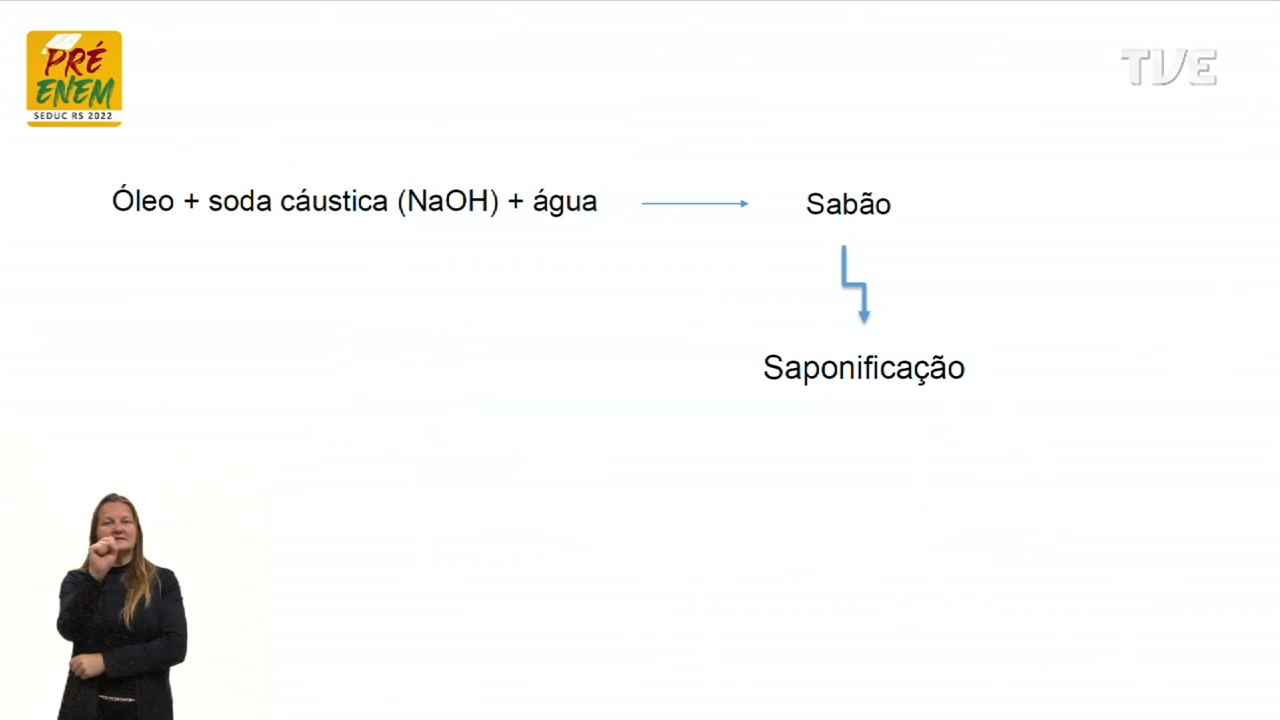 PRÉ
ENEM
SEDUC RS 2022
TVE
Óleo + soda cáustica (NaOH) + água
Sabão
Saponificação